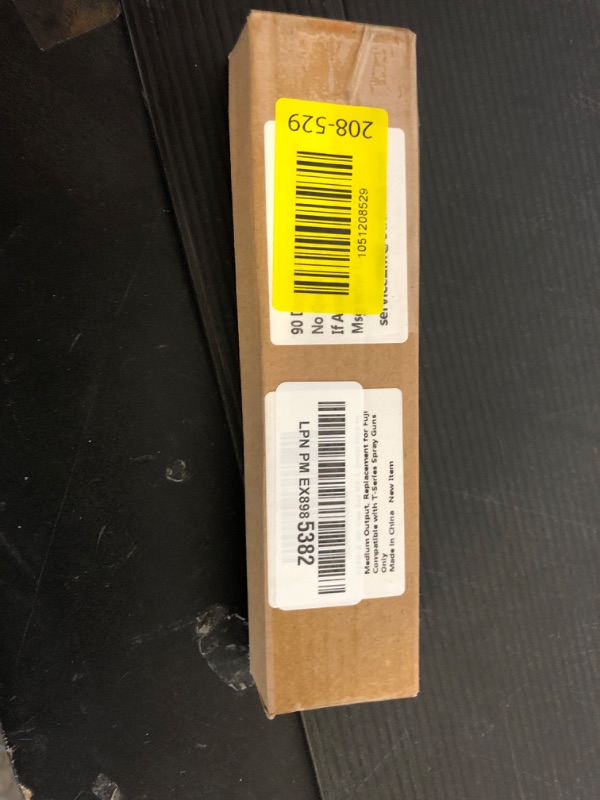 208-529
1051208529
90
No
If A
LPN PM EX8985382
Medium Output, Replacement for Fuji
Compatible with T-Series Spray Guns
Only
Made in China New Item